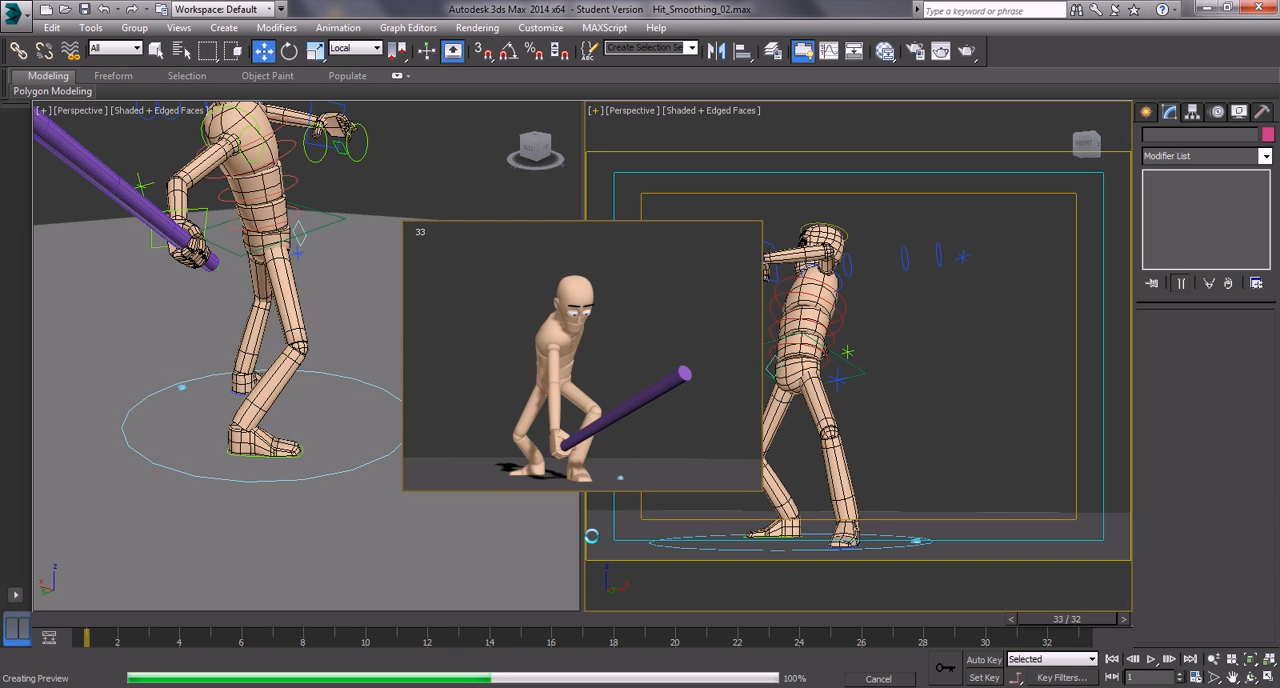 Workspace: Default
Autodesk 3ds Max 2014 x64 - Student Version Hit_Smoothing_02.max
Type a keyword or phrase
Edit Tools Group Views Create Modifiers Animation Graph Editors Rendering Customize MAXScript Help
All Local Create Selection Se
Modeling Freeform Selection Object Paint Populate
Polygon Modeling
[+] [Perspective] [Shaded + Edged Faces]
[+] [Perspective] [Shaded + Edged Faces]
Modifier List
33
z
x
z
x
y
< 33 / 32 >
2 4 6 8 10 12 14 16 18 20 22 24 26 28 30 32
Auto Key Selected
Creating Preview 100% Cancel Set Key Key Filters... 1